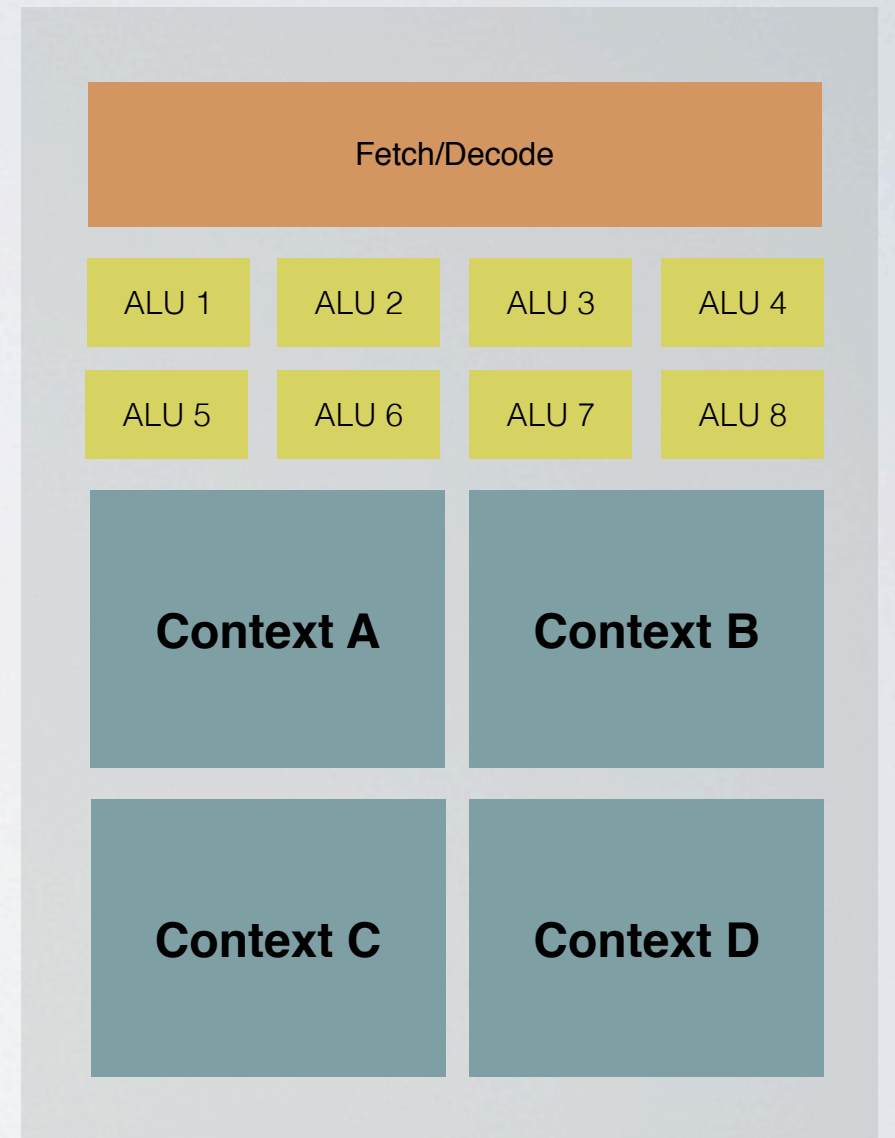 Fetch/Decode
ALU 1 ALU 2 ALU 3 ALU 4
ALU 5 ALU 6 ALU 7 ALU 8
Context A Context B
Context C Context D